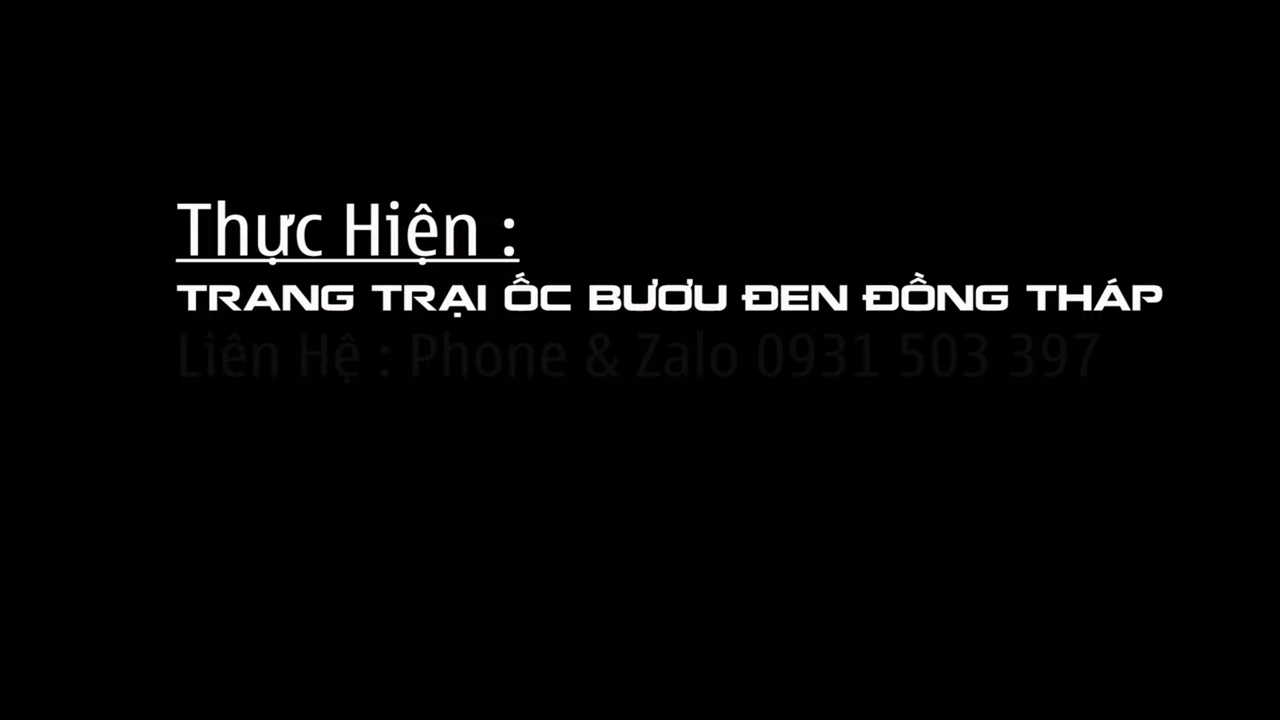 Thực Hiện :
TRANG TRẠI ỐC BƯƠU ĐEN ĐỒNG THÁP
Liên Hệ : Phone & Zalo 0931 503 397